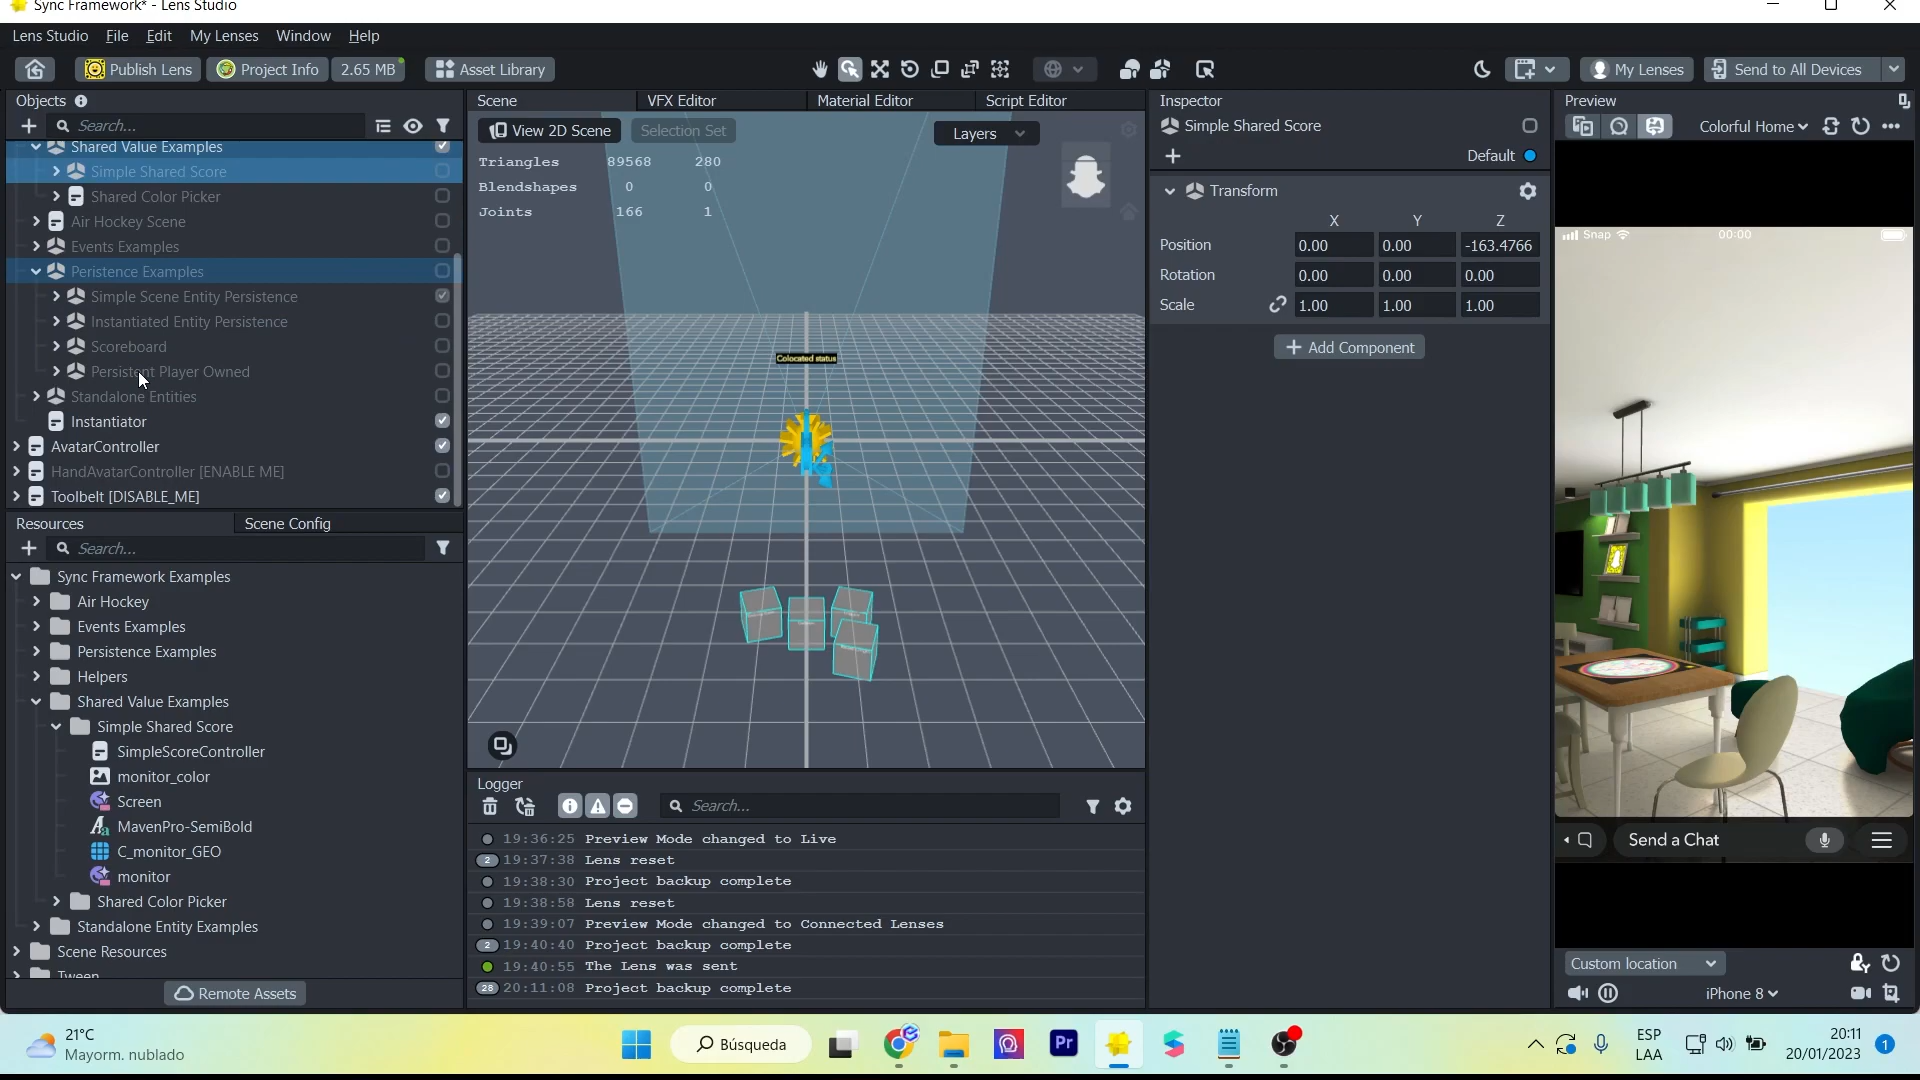 Sync Framework* - Lens Studio
Lens Studio File Edit My Lenses Window Help
Publish Lens Project Info 2.65 MB Asset Library My Lenses Send to All Devices
Objects
Search...
Shared Value Examples
Simple Shared Score
Shared Color Picker
Air Hockey Scene
Events Examples
Peristence Examples
Simple Scene Entity Persistence
Instantiated Entity Persistence
Scoreboard
Persistent Player Owned
Standalone Entities
Instantiator
AvatarController
HandAvatarController [ENABLE ME]
Toolbelt [DISABLE_ME]
Resources Scene Config
Search...
Sync Framework Examples
Air Hockey
Events Examples
Persistence Examples
Helpers
Shared Value Examples
Simple Shared Score
SimpleScoreController
monitor_color
Screen
MavenPro-SemiBold
C_monitor_GEO
monitor
Shared Color Picker
Standalone Entity Examples
Scene Resources
Tween
Remote Assets
Scene VFX Editor Material Editor Script Editor
View 2D Scene Selection Set Layers
Triangles 89568 280
Blendshapes 0 0
Joints 166 1
Colocated status
Logger
Search...
19:36:25 Preview Mode changed to Live
2 19:37:38 Lens reset
19:38:30 Project backup complete
19:38:58 Lens reset
19:39:07 Preview Mode changed to Connected Lenses
2 19:40:40 Project backup complete
19:40:55 The Lens was sent
28 20:11:08 Project backup complete
Inspector
Simple Shared Score
Default
Transform
X Y Z
Position 0.00 0.00 -163.4766
Rotation 0.00 0.00 0.00
Scale 1.00 1.00 1.00
Add Component
Preview
Colorful Home
Snap 00:00
Send a Chat
Custom location
iPhone 8
21°C
Mayorm. nublado
Búsqueda
Pr
ESP
LAA
20:11
20/01/2023
1